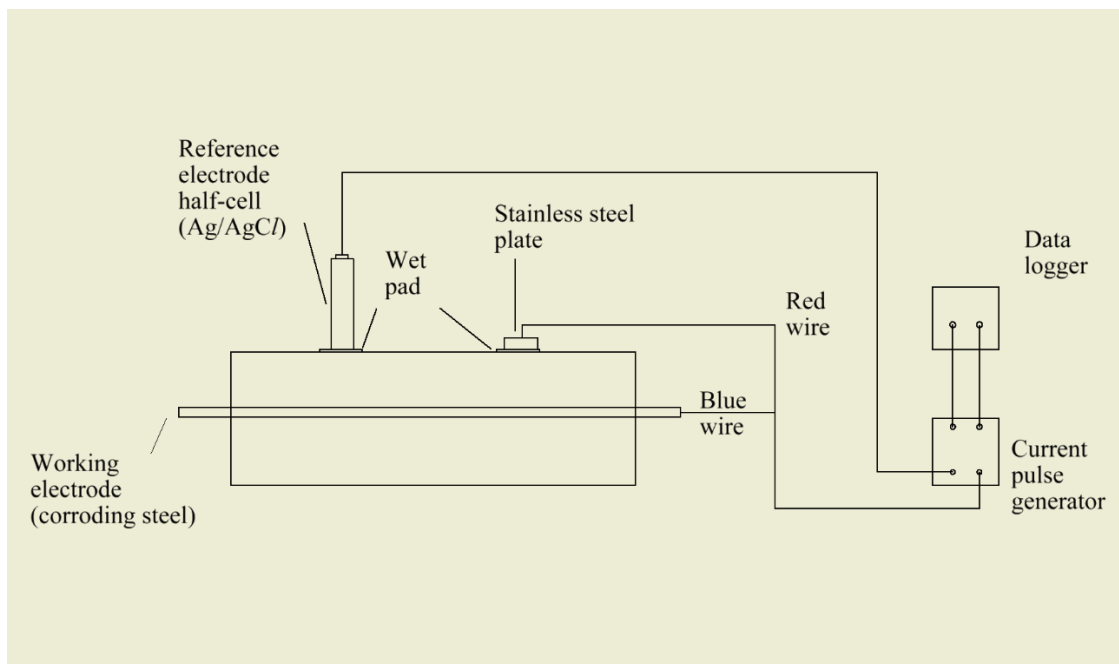 Reference
electrode
half-cell
(Ag/AgCl)
Stainless steel
plate
Wet
pad
Data
logger
Red
wire
Blue
wire
Working
electrode
(corroding steel)
Current
pulse
generator